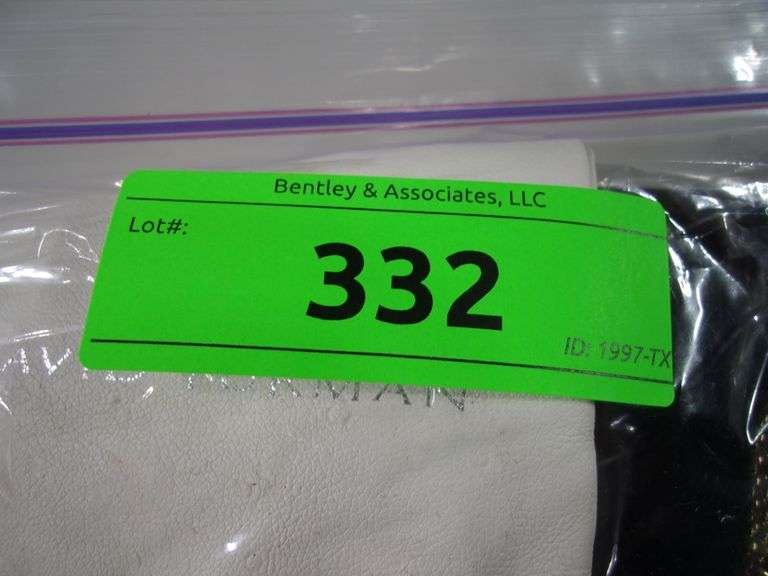 Bentley & Associates, LLC
Lot#:
332
ID: 1997-TX